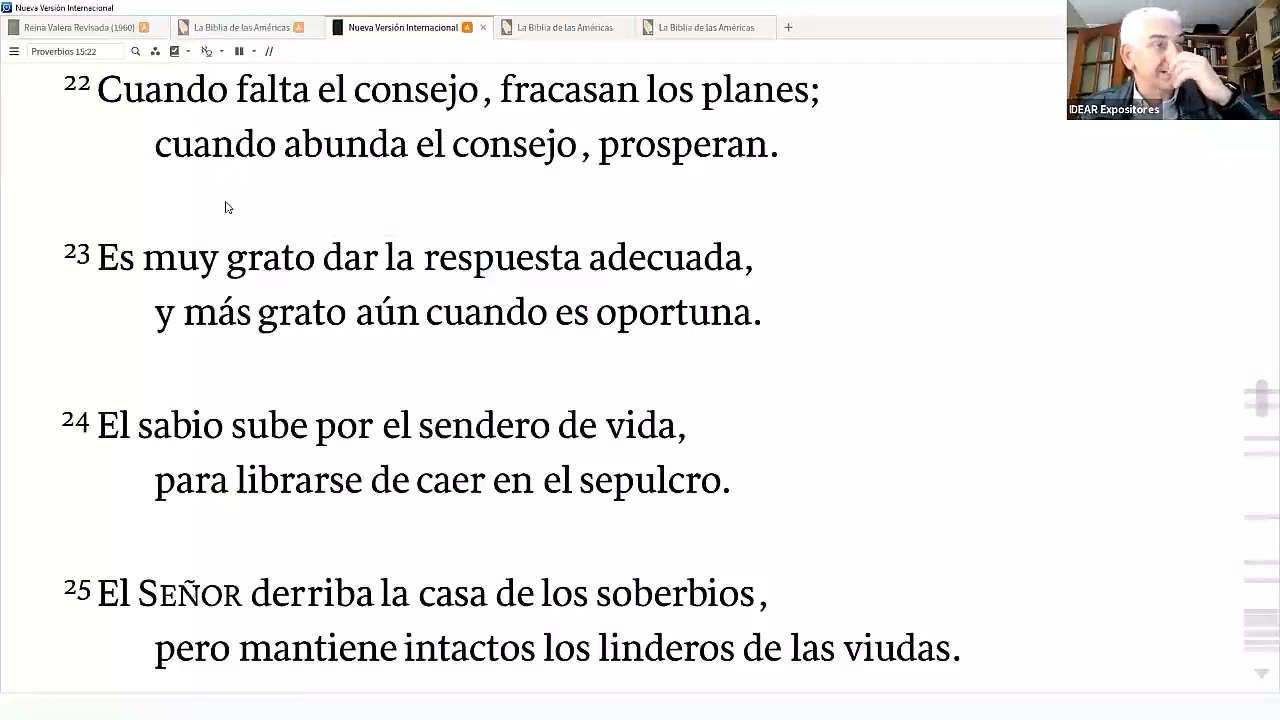 Nueva Versión Internacional
Reina Valera Revisada (1960) A
La Biblia de las Américas A
Nueva Versión Internacional A ×
La Biblia de las Américas
La Biblia de las Américas
+
Proverbios 15:22
22 Cuando falta el consejo, fracasan los planes;
cuando abunda el consejo, prosperan.
23 Es muy grato dar la respuesta adecuada,
y más grato aún cuando es oportuna.
24 El sabio sube por el sendero de vida,
para librarse de caer en el sepulcro.
25 El SEÑOR derriba la casa de los soberbios,
pero mantiene intactos los linderos de las viudas.
IDEAR Expositores